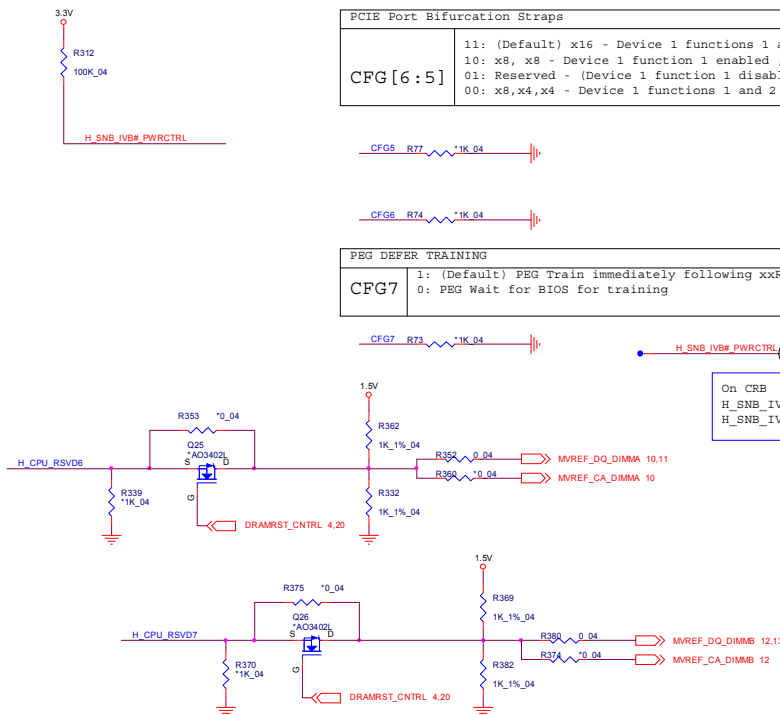 3.3V
R312
100K_04
H_SNB_IVB#_PWRCTRL
PCIE Port Bifurcation Straps
CFG[6:5]
11: (Default) x16 - Device 1 functions 1 a
10: x8, x8 - Device 1 function 1 enabled ;
01: Reserved - (Device 1 function 1 disabl
00: x8,x4,x4 - Device 1 functions 1 and 2
CFG5 R77 *1K_04
CFG6 R74 *1K_04
PEG DEFER TRAINING
CFG7
1: (Default) PEG Train immediately following xxR
0: PEG Wait for BIOS for training
CFG7 R73 *1K_04
H_SNB_IVB#_PWRCTRL
On CRB
H_SNB_IV
H_SNB_IV
1.5V
R353 *0_04
Q25
*AO3402L
S D
G
H_CPU_RSVD6
R339
*1K_04
DRAMRST_CNTRL 4,20
R362
1K_1%_04
R332
1K_1%_04
R352 0_04
MVREF_DQ_DIMMA 10,11
R360 *0_04
MVREF_CA_DIMMA 10
1.5V
R375 *0_04
Q26
*AO3402L
S D
G
H_CPU_RSVD7
R370
*1K_04
DRAMRST_CNTRL 4,20
R369
1K_1%_04
R382
1K_1%_04
R380 0_04
MVREF_DQ_DIMMB 12,13
R374 *0_04
MVREF_CA_DIMMB 12